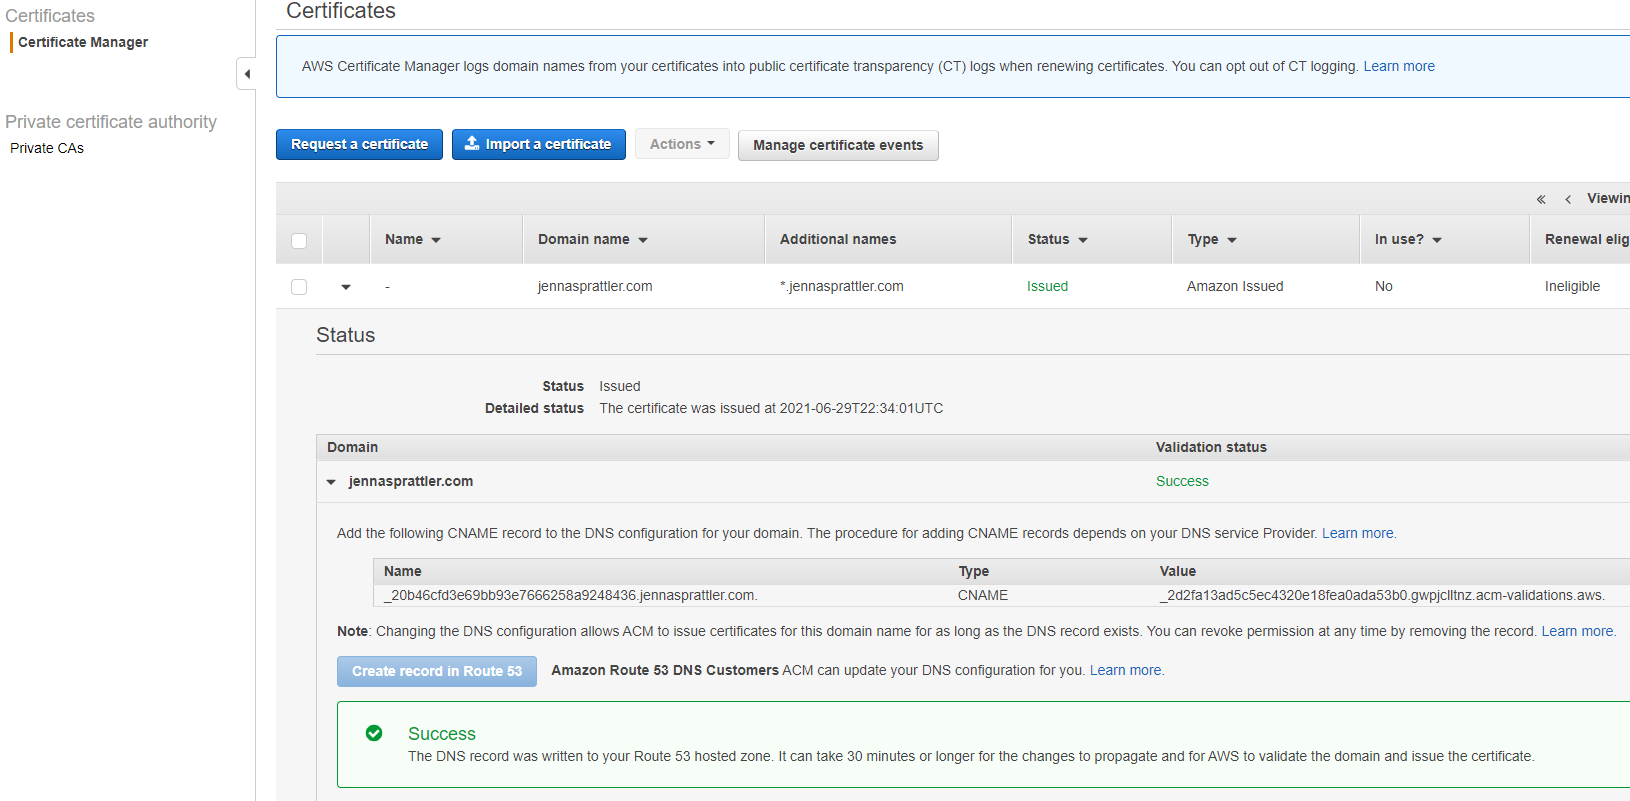 Certificates
Certificate Manager
Private certificate authority
Private CAs
Certificates
AWS Certificate Manager logs domain names from your certificates into public certificate transparency (CT) logs when renewing certificates. You can opt out of CT logging. Learn more
Request a certificate Import a certificate Actions Manage certificate events
« ‹ Viewin
Name Domain name Additional names Status Type In use? Renewal elig
- jennasprattler.com *.jennasprattler.com Issued Amazon Issued No Ineligible
Status
Status Issued
Detailed status The certificate was issued at 2021-06-29T22:34:01UTC
Domain Validation status
jennasprattler.com Success
Add the following CNAME record to the DNS configuration for your domain. The procedure for adding CNAME records depends on your DNS service Provider. Learn more.
Name Type Value
_20b46cfd3e69bb93e7666258a9248436.jennasprattler.com. CNAME _2d2fa13ad5c5ec4320e18fea0ada53b0.gwpjclltnz.acm-validations.aws.
Note: Changing the DNS configuration allows ACM to issue certificates for this domain name for as long as the DNS record exists. You can revoke permission at any time by removing the record. Learn more.
Create record in Route 53 Amazon Route 53 DNS Customers ACM can update your DNS configuration for you. Learn more.
Success
The DNS record was written to your Route 53 hosted zone. It can take 30 minutes or longer for the changes to propagate and for AWS to validate the domain and issue the certificate.